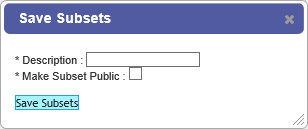 Save Subsets
* Description :
* Make Subset Public :
Save Subsets